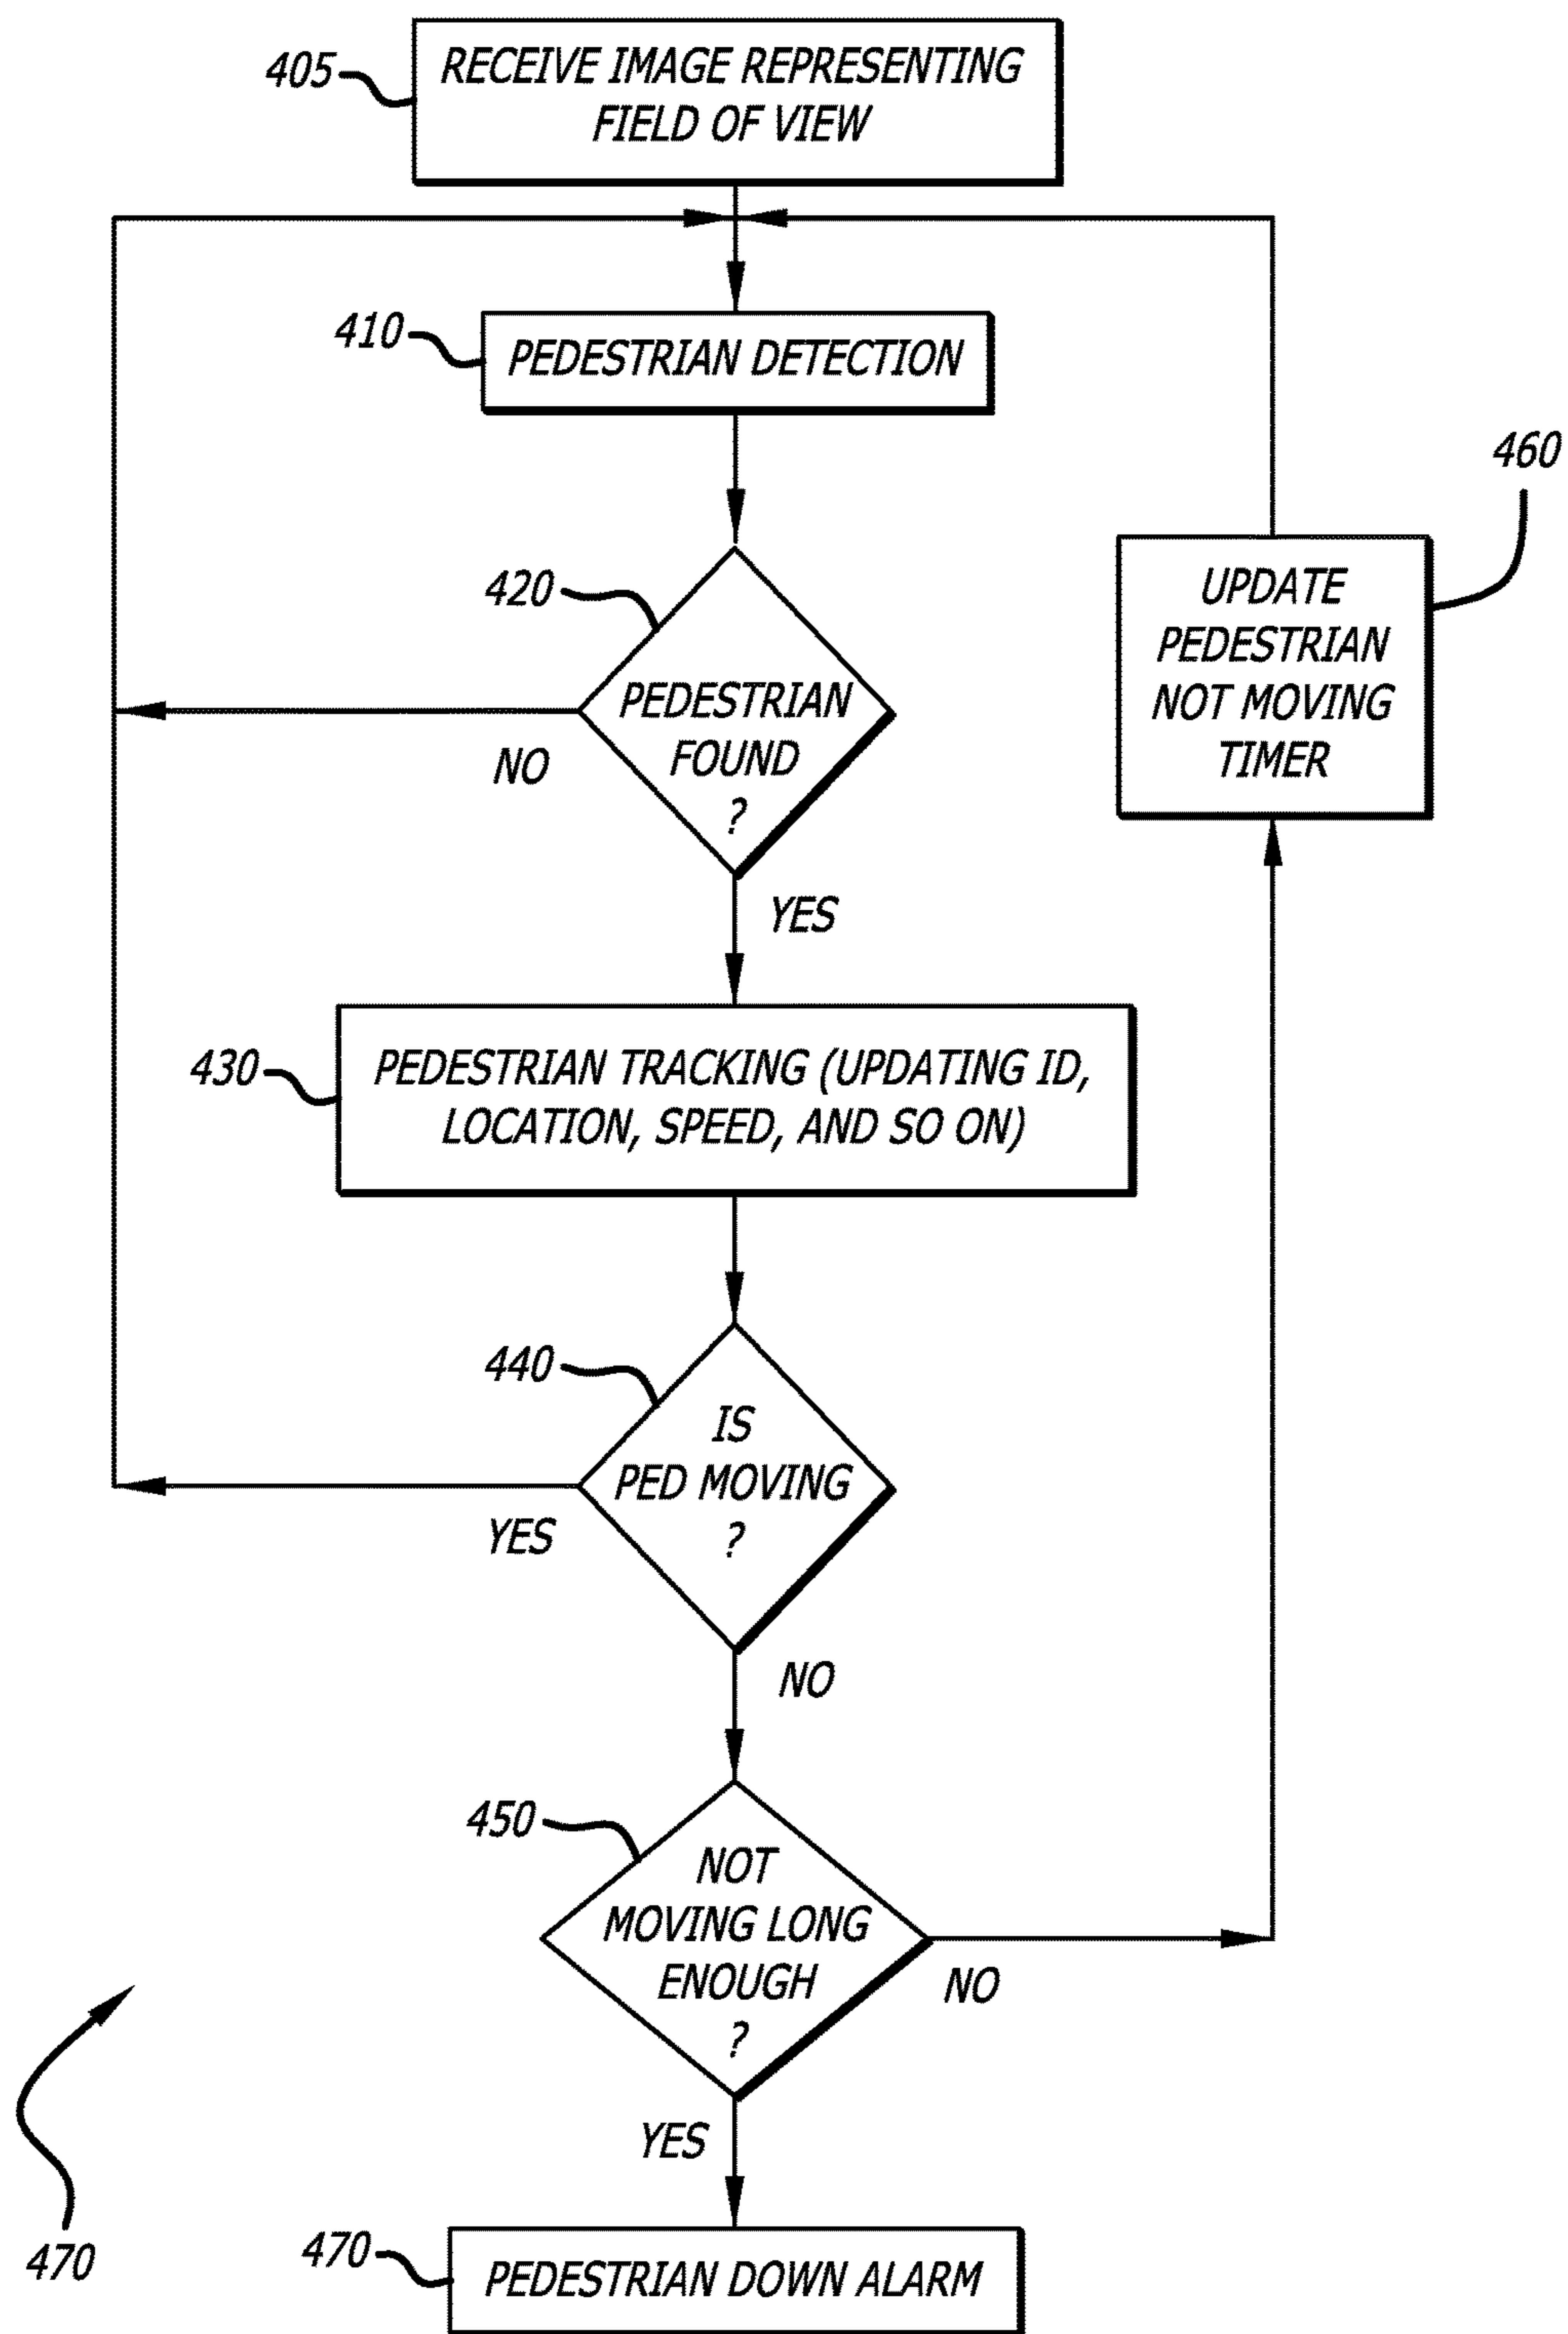 405
RECEIVE IMAGE REPRESENTING
FIELD OF VIEW
410
PEDESTRIAN DETECTION
460
UPDATE
PEDESTRIAN
NOT MOVING
TIMER
420
PEDESTRIAN
FOUND
?
NO
YES
430
PEDESTRIAN TRACKING (UPDATING ID,
LOCATION, SPEED, AND SO ON)
440
IS
PED MOVING
?
YES
NO
450
NOT
MOVING LONG
ENOUGH
?
NO
YES
470
470
PEDESTRIAN DOWN ALARM